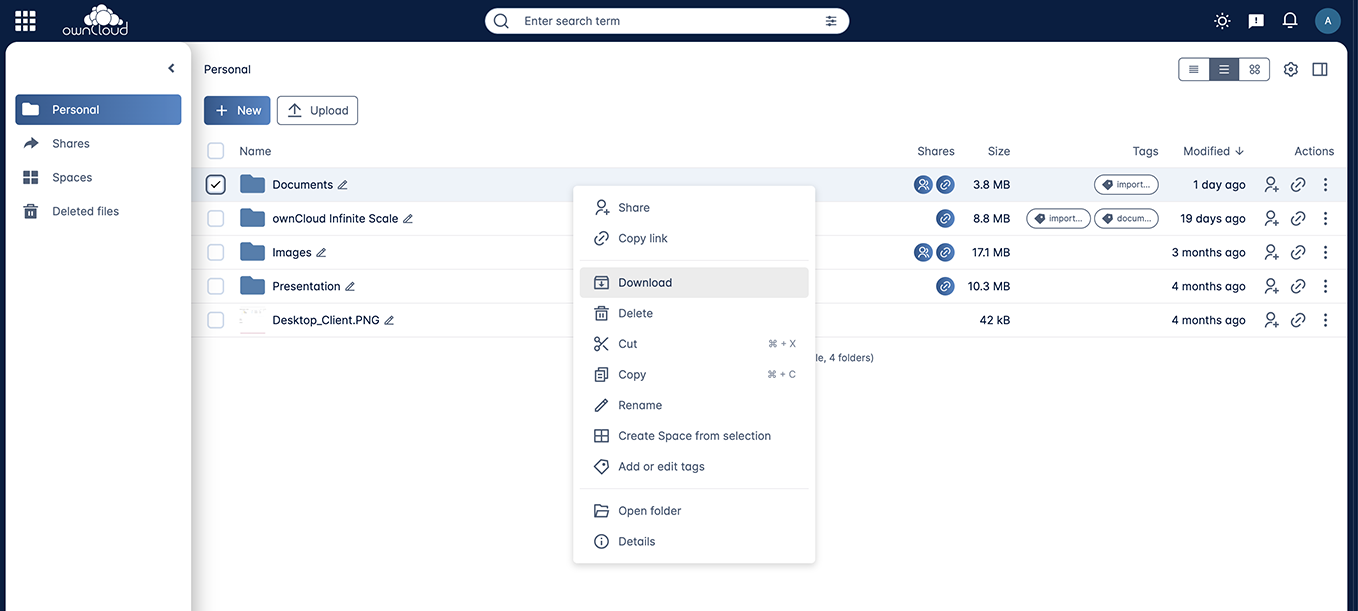 ownCloud
Enter search term
A
Personal
Personal
New Upload
Shares
Spaces
Deleted files
Name Shares Size Tags Modified Actions
Documents 3.8 MB import... 1 day ago
ownCloud Infinite Scale 8.8 MB import... docum... 19 days ago
Images 17.1 MB 3 months ago
Presentation 10.3 MB 4 months ago
Desktop_Client.PNG 42 kB 4 months ago
le, 4 folders)
Share
Copy link
Download
Delete
Cut ⌘ + X
Copy ⌘ + C
Rename
Create Space from selection
Add or edit tags
Open folder
Details